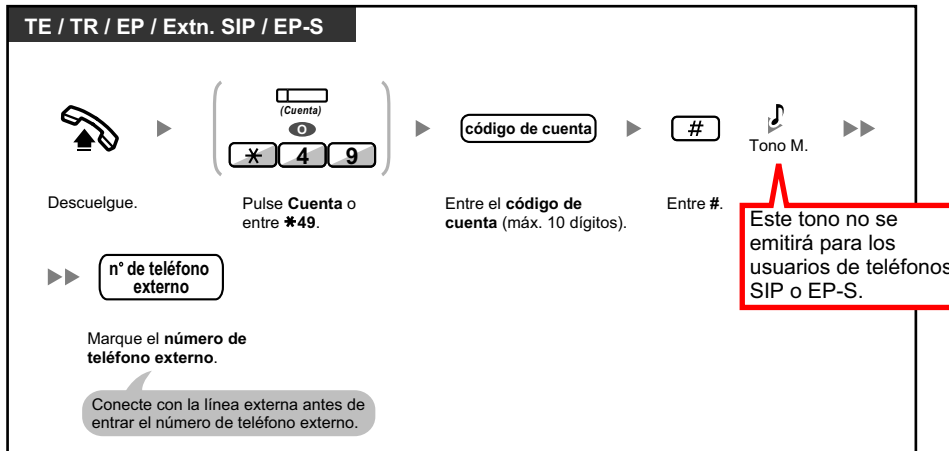 TE / TR / EP / Extn. SIP / EP-S
(Cuenta)
O
✱ 4 9
código de cuenta
#
Tono M.
Descuelgue.
Pulse Cuenta o
entre ✱49.
Entre el código de
cuenta (máx. 10 dígitos).
Entre #.
Este tono no se
emitirá para los
usuarios de teléfonos
SIP o EP-S.
n° de teléfono
externo
Marque el número de
teléfono externo.
Conecte con la línea externa antes de
entrar el número de teléfono externo.